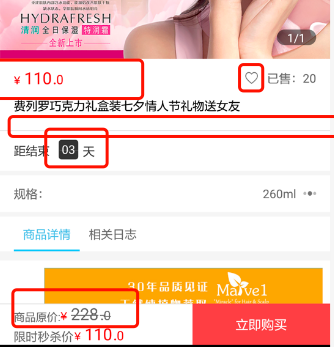 HYDRAFRESH
清润 全日保湿 特润霜
全新上市
1/1
¥ 110.0
已售: 20
费列罗巧克力礼盒装七夕情人节礼物送女友
距结束 03 天
规格:
260ml
商品详情 相关日志
30年品质见证
商品原价:¥ 228.0
限时秒杀价¥ 110.0
立即购买